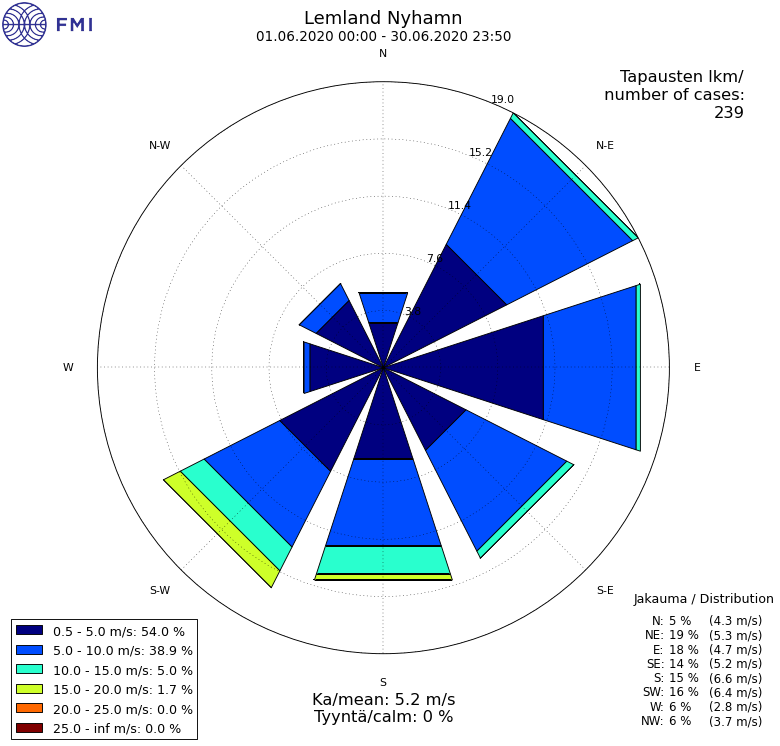 FMI
Lemland Nyhamn
01.06.2020 00:00 - 30.06.2020 23:50
N
Tapausten lkm/
number of cases:
239
19.0
15.2
11.4
7.6
3.8
N-W
N-E
W
E
S-W
S-E
S
Ka/mean: 5.2 m/s
Tyyntä/calm: 0 %
0.5 - 5.0 m/s: 54.0 %
5.0 - 10.0 m/s: 38.9 %
10.0 - 15.0 m/s: 5.0 %
15.0 - 20.0 m/s: 1.7 %
20.0 - 25.0 m/s: 0.0 %
25.0 - inf m/s: 0.0 %
Jakauma / Distribution
N: 5 % (4.3 m/s)
NE: 19 % (5.3 m/s)
E: 18 % (4.7 m/s)
SE: 14 % (5.2 m/s)
S: 15 % (6.6 m/s)
SW: 16 % (6.4 m/s)
W: 6 % (2.8 m/s)
NW: 6 % (3.7 m/s)